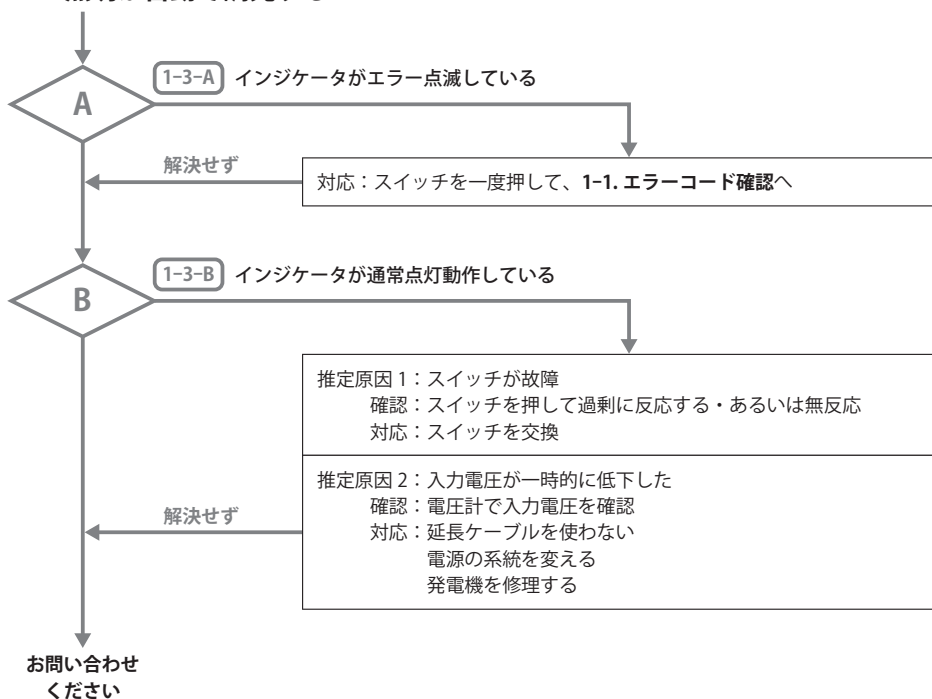 A
1-3-A インジケータがエラー点滅している
解決せず
対応：スイッチを一度押して、1-1. エラーコード確認へ
B
1-3-B インジケータが通常点灯動作している
推定原因 1：スイッチが故障
確認：スイッチを押して過剰に反応する・あるいは無反応
対応：スイッチを交換
推定原因 2：入力電圧が一時的に低下した
確認：電圧計で入力電圧を確認
解決せず
対応：延長ケーブルを使わない
電源の系統を変える
発電機を修理する
お問い合わせ
ください